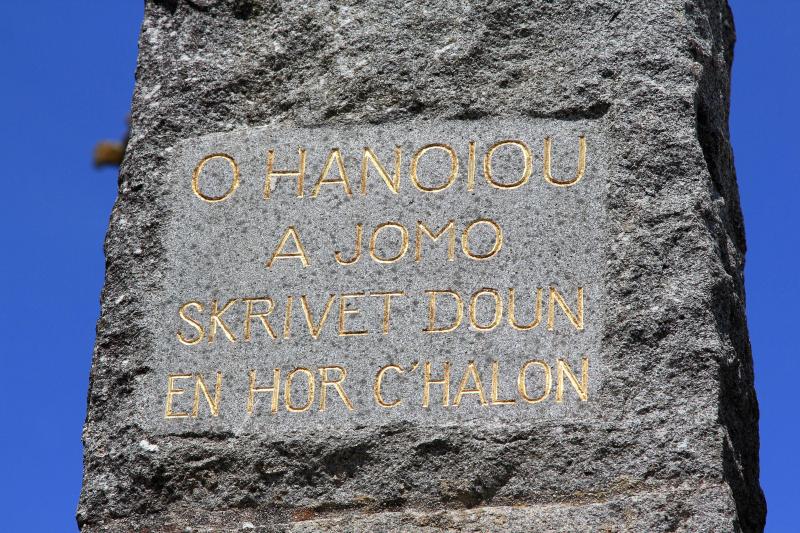 O HANOIOU
A JOMO
SKRIVET DOUN
EN HOR C'HALON